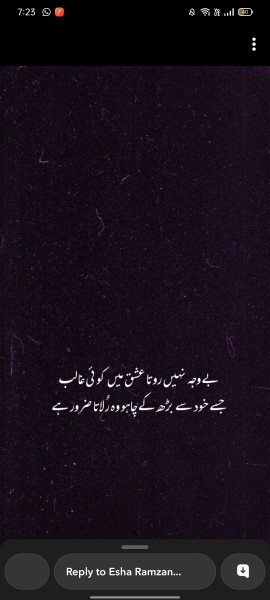 7:23
بے وجہ نہیں روتا عشق میں کوئی غالب
جسے خود سے بڑھ کے چاہو وہ رُلاتا ضرور ہے
Reply to Esha Ramzan...